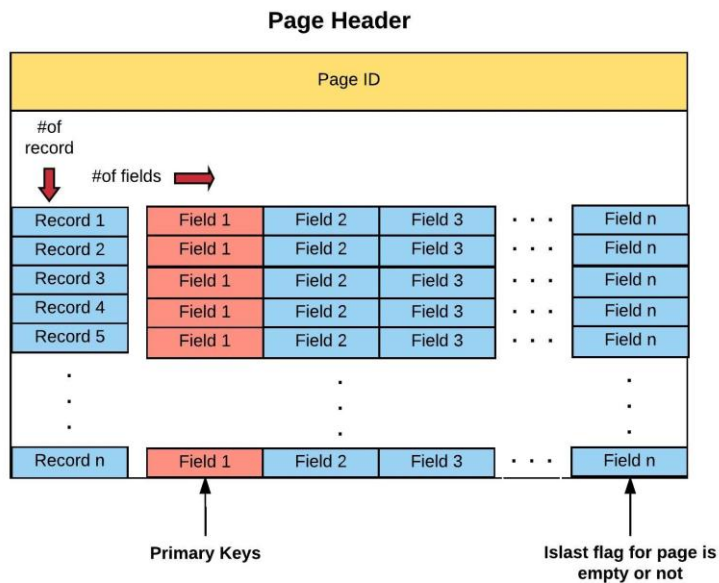 Page Header
Page ID
#of
record
#of fields
Record 1 Field 1 Field 2 Field 3 . . . Field n
Record 2 Field 1 Field 2 Field 3 . . . Field n
Record 3 Field 1 Field 2 Field 3 . . . Field n
Record 4 Field 1 Field 2 Field 3 . . . Field n
Record 5 Field 1 Field 2 Field 3 . . . Field n
. . .
Record n Field 1 Field 2 Field 3 . . . Field n
Primary Keys
Islast flag for page is
empty or not